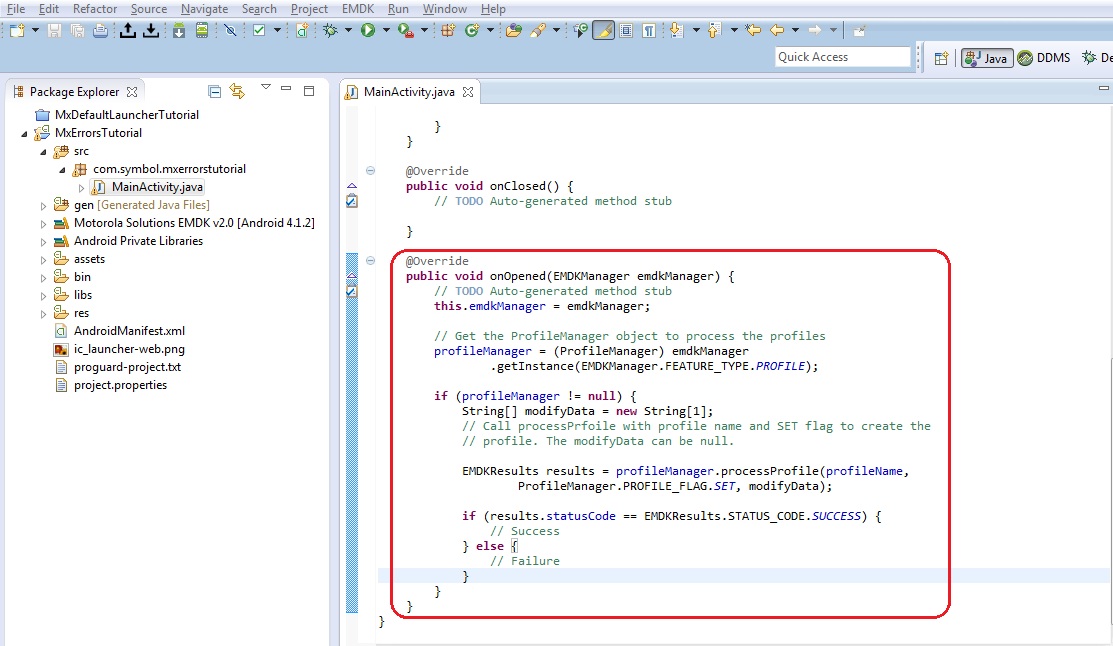 File Edit Refactor Source Navigate Search Project EMDK Run Window Help
Quick Access
Java DDMS De
Package Explorer
MxDefaultLauncherTutorial
MxErrorsTutorial
src
com.symbol.mxerrorstutorial
MainActivity.java
gen [Generated Java Files]
Motorola Solutions EMDK v2.0 [Android 4.1.2]
Android Private Libraries
assets
bin
libs
res
AndroidManifest.xml
ic_launcher-web.png
proguard-project.txt
project.properties
MainActivity.java
}
}
@Override
public void onClosed() {
// TODO Auto-generated method stub
}
@Override
public void onOpened(EMDKManager emdkManager) {
// TODO Auto-generated method stub
this.emdkManager = emdkManager;
// Get the ProfileManager object to process the profiles
profileManager = (ProfileManager) emdkManager
.getInstance(EMDKManager.FEATURE_TYPE.PROFILE);
if (profileManager != null) {
String[] modifyData = new String[1];
// Call processPrfoile with profile name and SET flag to create the
// profile. The modifyData can be null.
EMDKResults results = profileManager.processProfile(profileName,
ProfileManager.PROFILE_FLAG.SET, modifyData);
if (results.statusCode == EMDKResults.STATUS_CODE.SUCCESS) {
// Success
} else {
// Failure
}
}
}
}